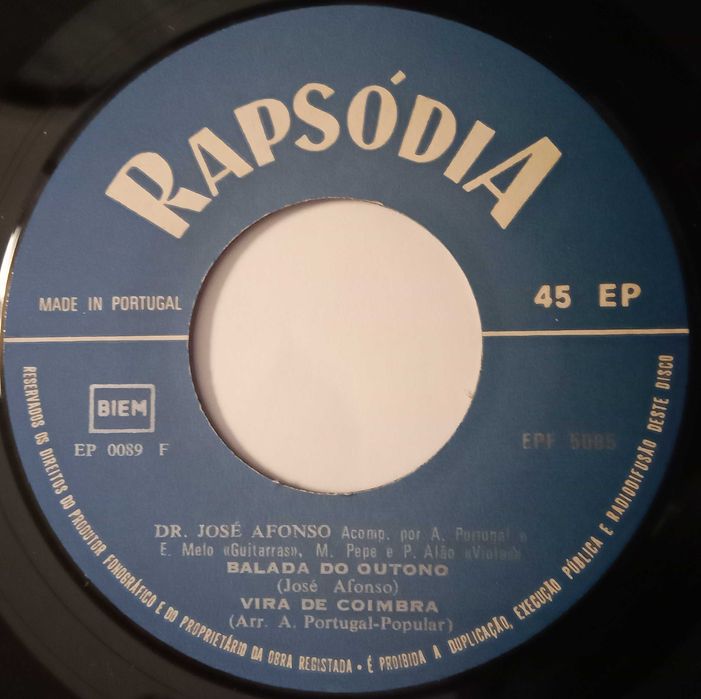 RAPSÓDIA
MADE IN PORTUGAL
45 EP
BIEM
EP 0089 F
EPF 5085
DR. JOSÉ AFONSO Acomp. por A. Portugal e
E. Melo «Guitarras», M. Pepe e P. Alão «Violas»
BALADA DO OUTONO
(José Afonso)
VIRA DE COIMBRA
(Arr. A. Portugal-Popular)
RESERVADOS OS DIREITOS DO PRODUTOR FONOGRÁFICO E DO PROPRIETÁRIO DA OBRA REGISTADA • É PROIBIDA A DUPLICAÇÃO, EXECUÇÃO PÚBLICA E RADIODIFUSÃO DESTE DISCO